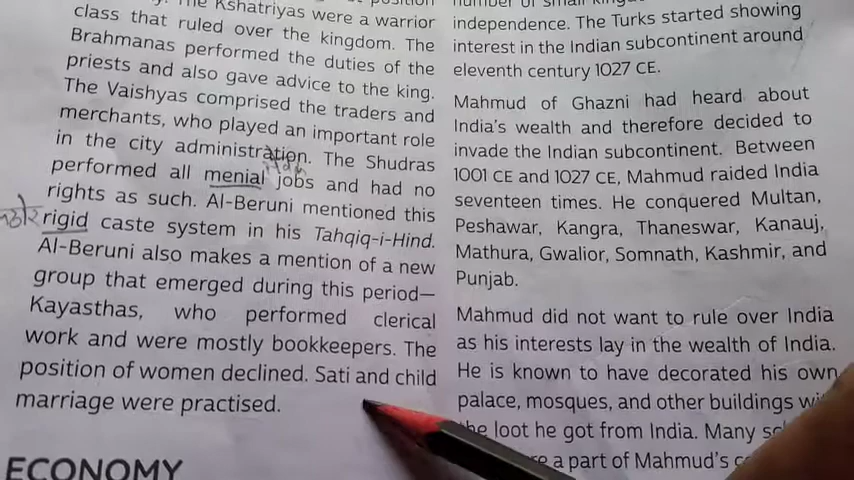 The Kshatriyas were a warrior
class that ruled over the kingdom. The
Brahmanas performed the duties of the
priests and also gave advice to the king.
The Vaishyas comprised the traders and
merchants, who played an important role
in the city administration. The Shudras
performed all menial jobs and had no
rights as such. Al-Beruni mentioned this
rigid caste system in his Tahqiq-i-Hind.
Al-Beruni also makes a mention of a new
group that emerged during this period—
Kayasthas, who performed clerical
work and were mostly bookkeepers. The
position of women declined. Sati and child
marriage were practised.
ECONOMY
number of small
independence. The Turks started showing
interest in the Indian subcontinent around
eleventh century 1027 CE.
Mahmud of Ghazni had heard about
India's wealth and therefore decided to
invade the Indian subcontinent. Between
1001 CE and 1027 CE, Mahmud raided India
seventeen times. He conquered Multan,
Peshawar, Kangra, Thaneswar, Kanauj,
Mathura, Gwalior, Somnath, Kashmir, and
Punjab.
Mahmud did not want to rule over India
as his interests lay in the wealth of India.
He is known to have decorated his own
palace, mosques, and other buildings
the loot he got from India. Many
a part of Mahmud's